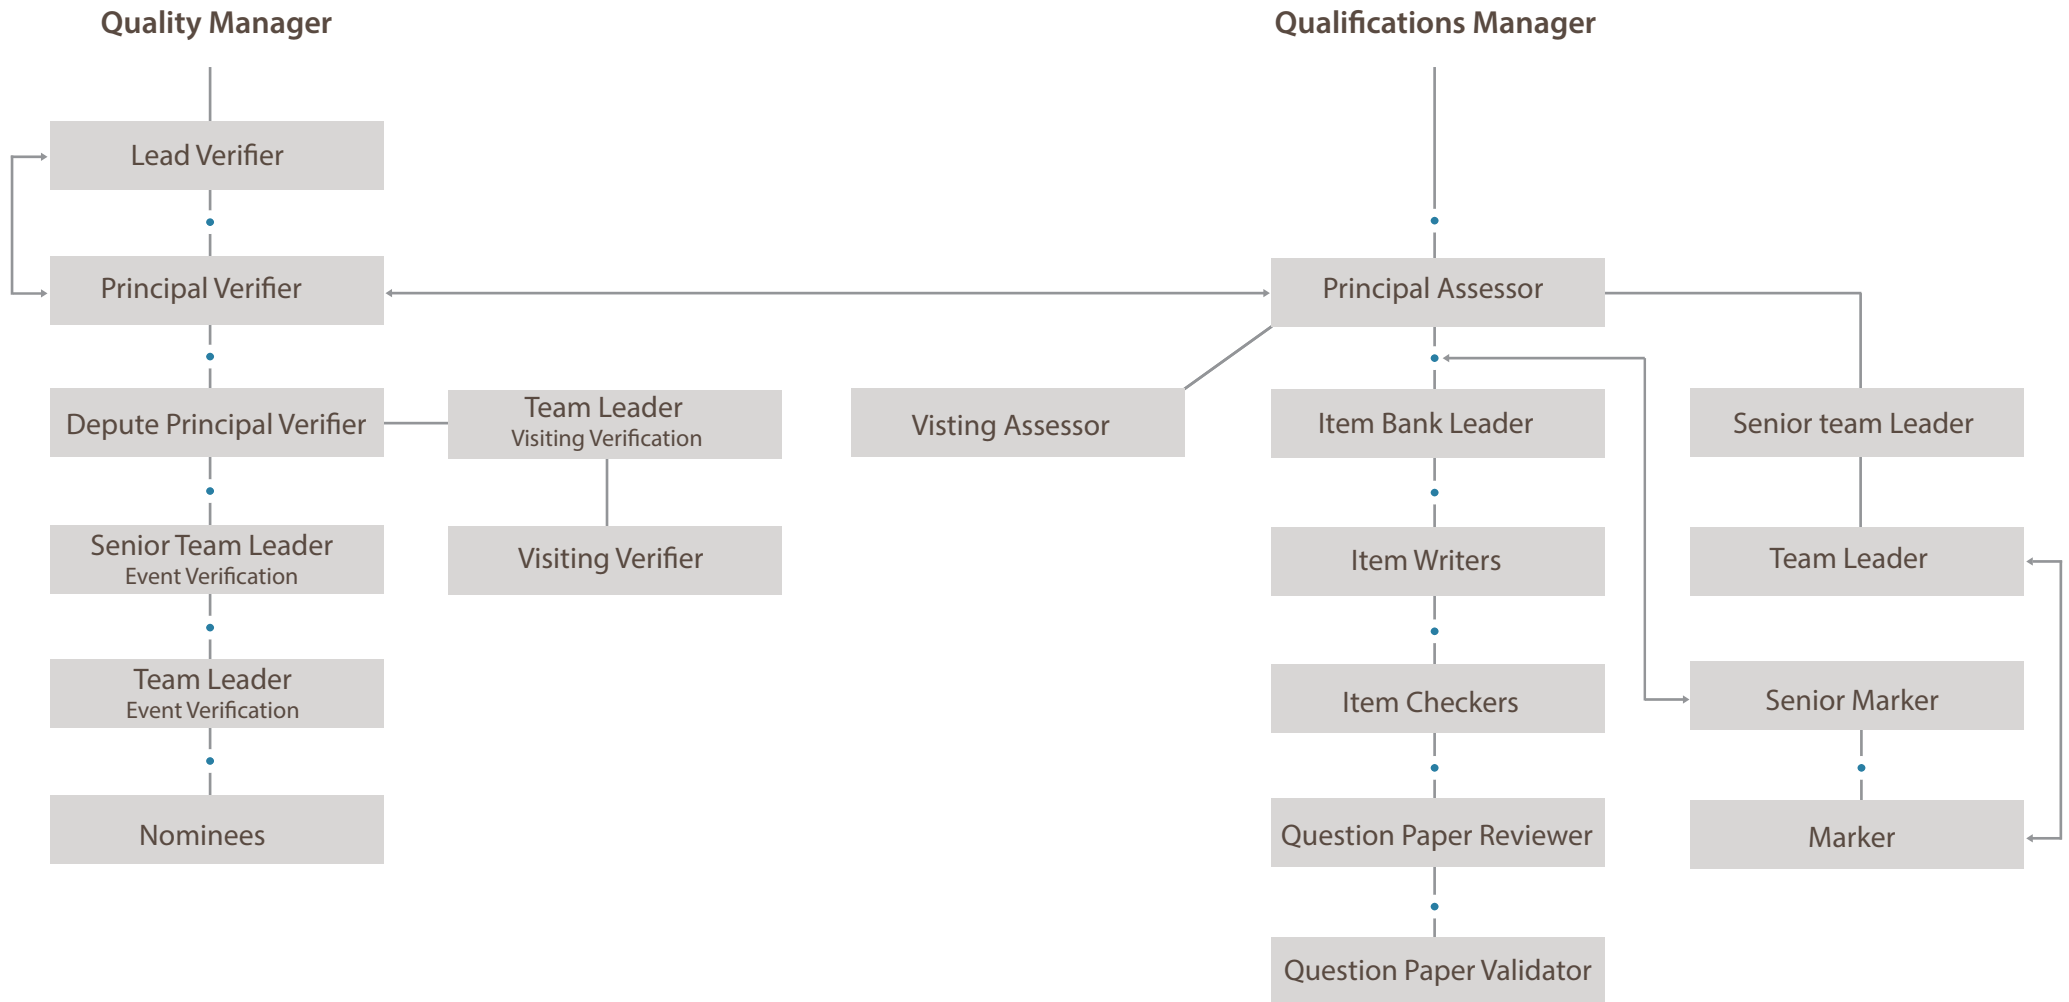 Quality Manager
Qualifications Manager
Lead Verifier
Principal Verifier
Principal Assessor
Depute Principal Verifier
Team Leader
Visiting Verification
Visting Assessor
Item Bank Leader
Senior team Leader
Senior Team Leader
Event Verification
Visiting Verifier
Item Writers
Team Leader
Team Leader
Event Verification
Item Checkers
Senior Marker
Nominees
Question Paper Reviewer
Marker
Question Paper Validator